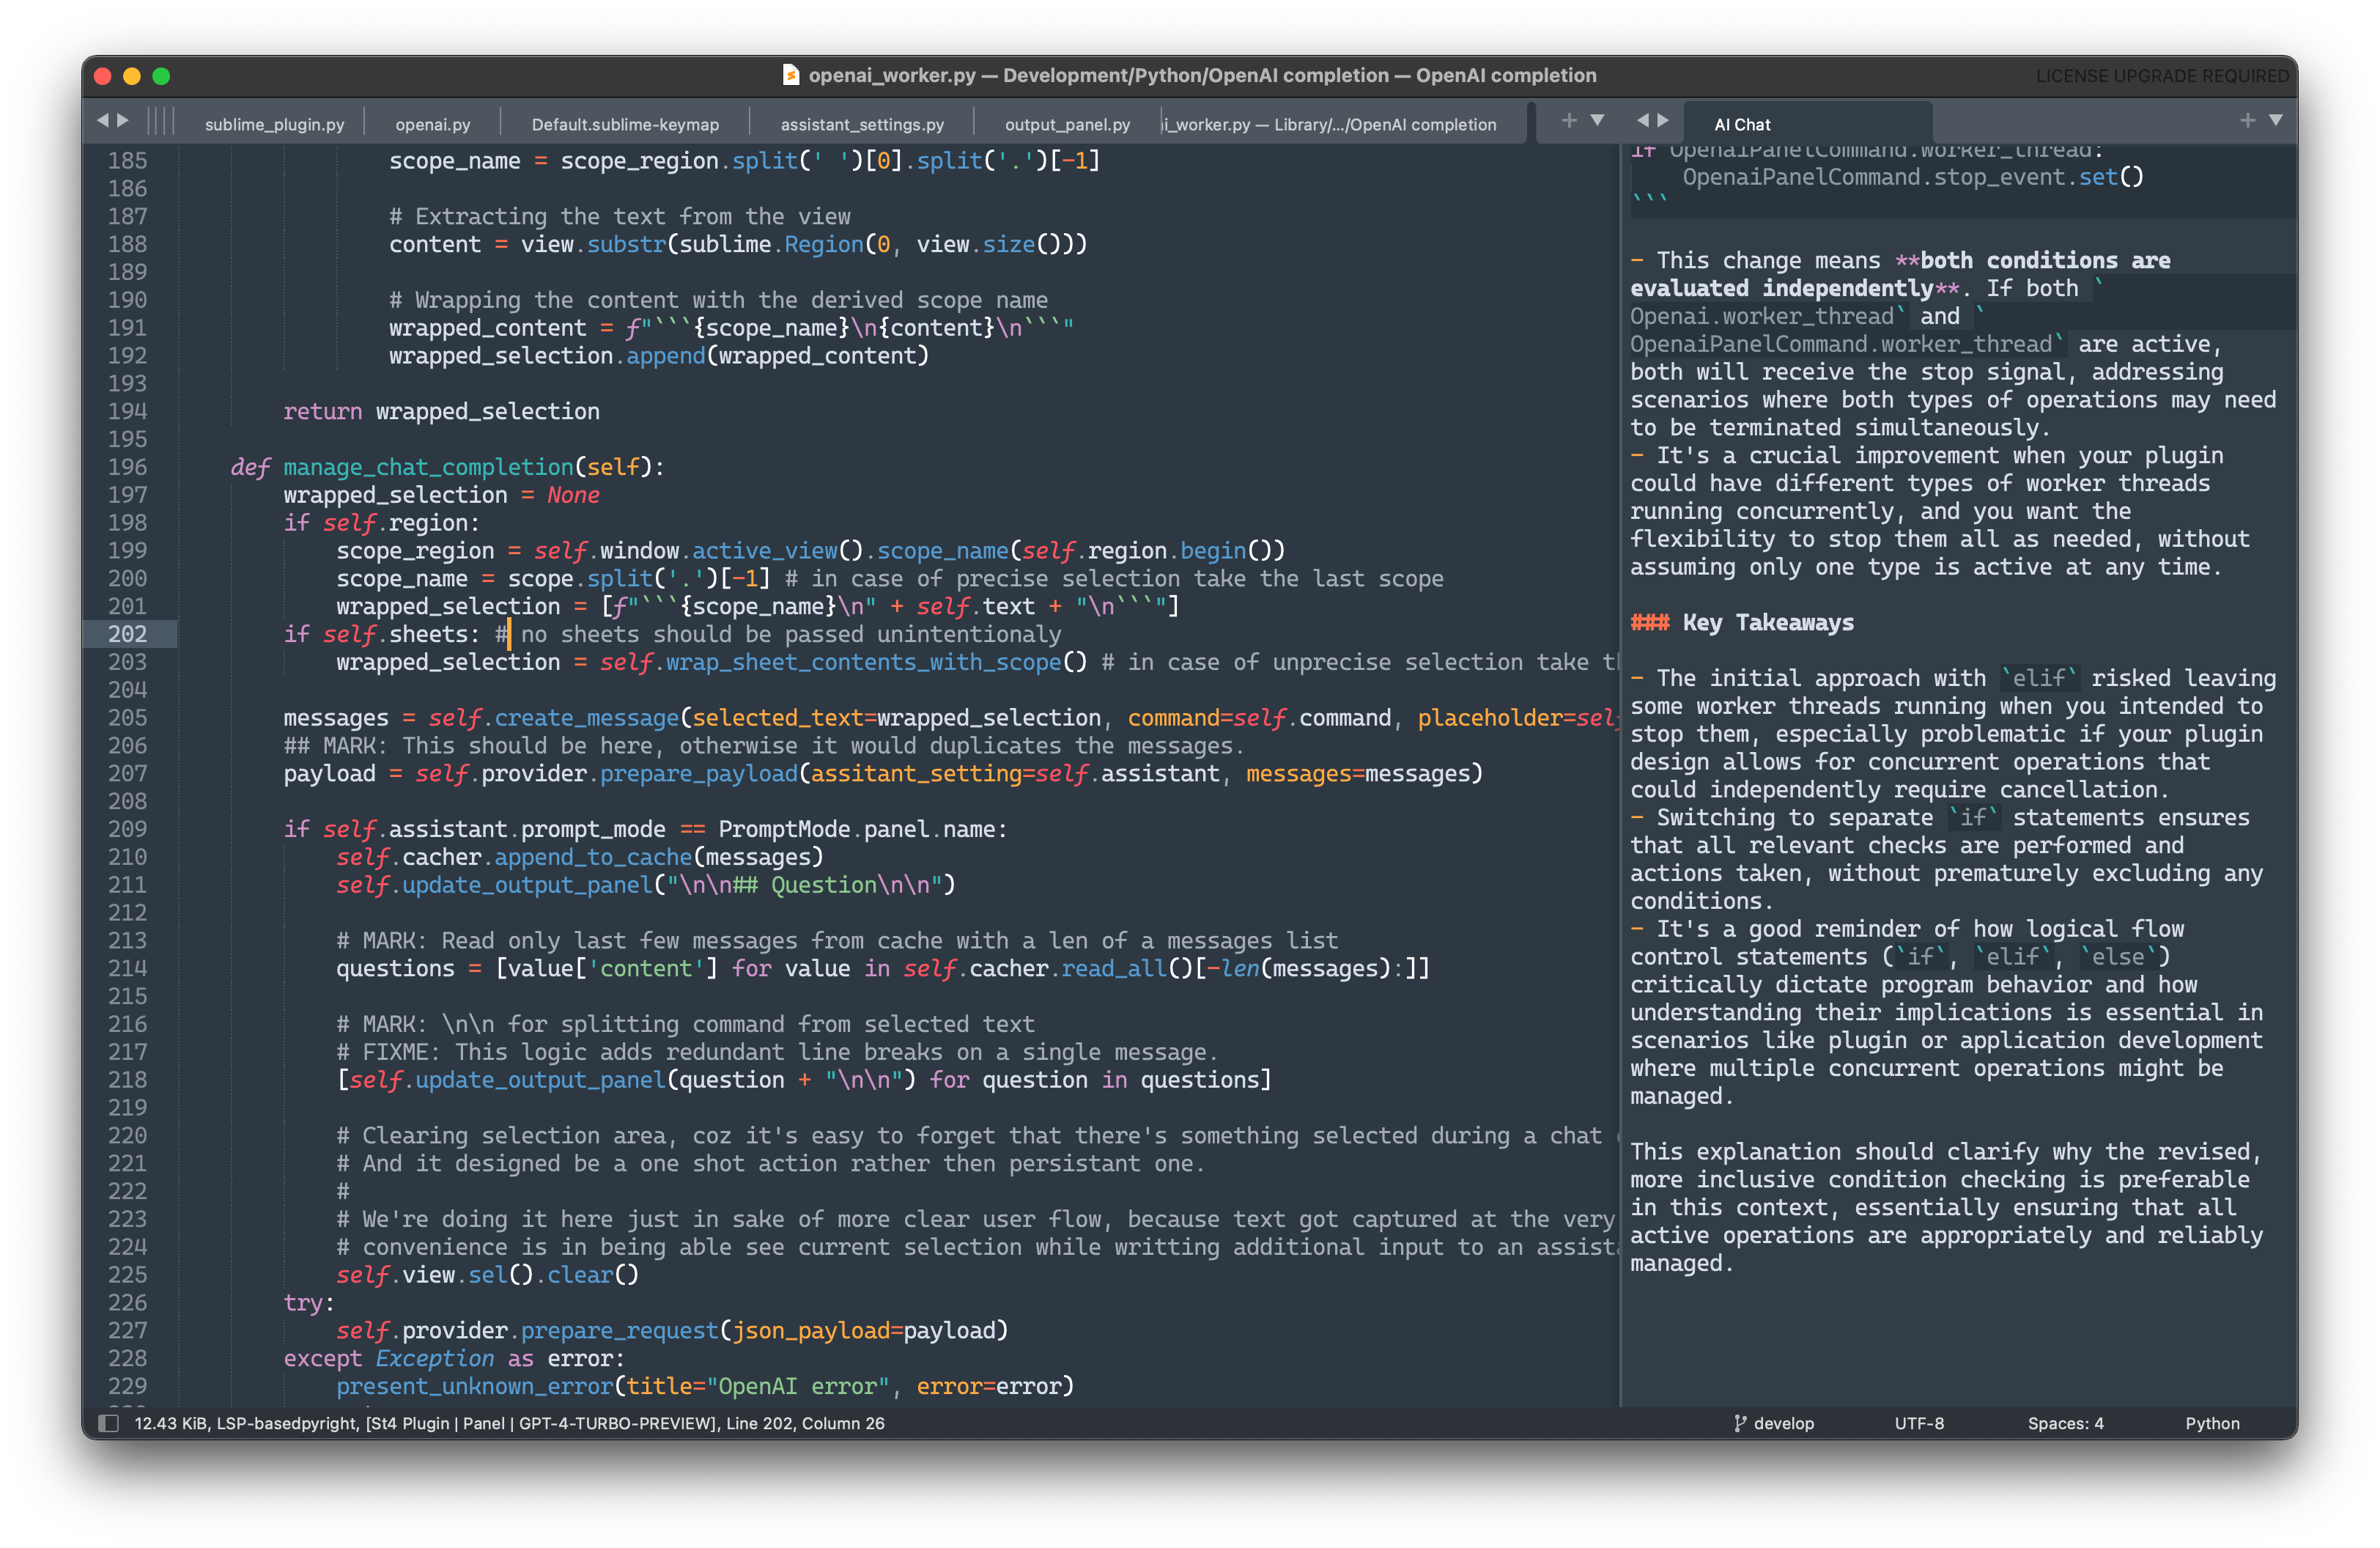 openai_worker.py — Development/Python/OpenAI completion — OpenAI completion
LICENSE UPGRADE REQUIRED
sublime_plugin.py
openai.py
Default.sublime-keymap
assistant_settings.py
output_panel.py
i_worker.py — Library/.../OpenAI completion
AI Chat
185 scope_name = scope_region.split(' ')[0].split('.')[-1]
186
187 # Extracting the text from the view
188 content = view.substr(sublime.Region(0, view.size()))
189
190 # Wrapping the content with the derived scope name
191 wrapped_content = f"```{scope_name}\n{content}\n```"
192 wrapped_selection.append(wrapped_content)
193
194 return wrapped_selection
195
196 def manage_chat_completion(self):
197 wrapped_selection = None
198 if self.region:
199 scope_region = self.window.active_view().scope_name(self.region.begin())
200 scope_name = scope.split('.')[-1] # in case of precise selection take the last scope
201 wrapped_selection = [f"```{scope_name}\n" + self.text + "\n```"]
202 if self.sheets: # no sheets should be passed unintentionaly
203 wrapped_selection = self.wrap_sheet_contents_with_scope() # in case of unprecise selection take th
204
205 messages = self.create_message(selected_text=wrapped_selection, command=self.command, placeholder=sel
206 ## MARK: This should be here, otherwise it would duplicates the messages.
207 payload = self.provider.prepare_payload(assitant_setting=self.assistant, messages=messages)
208
209 if self.assistant.prompt_mode == PromptMode.panel.name:
210 self.cacher.append_to_cache(messages)
211 self.update_output_panel("\n\n## Question\n\n")
212
213 # MARK: Read only last few messages from cache with a len of a messages list
214 questions = [value['content'] for value in self.cacher.read_all()[-len(messages):]]
215
216 # MARK: \n\n for splitting command from selected text
217 # FIXME: This logic adds redundant line breaks on a single message.
218 [self.update_output_panel(question + "\n\n") for question in questions]
219
220 # Clearing selection area, coz it's easy to forget that there's something selected during a chat
221 # And it designed be a one shot action rather then persistant one.
222 #
223 # We're doing it here just in sake of more clear user flow, because text got captured at the very
224 # convenience is in being able see current selection while writting additional input to an assista
225 self.view.sel().clear()
226 try:
227 self.provider.prepare_request(json_payload=payload)
228 except Exception as error:
229 present_unknown_error(title="OpenAI error", error=error)
if OpenaiPanelCommand.worker_thread:
OpenaiPanelCommand.stop_event.set()
```
- This change means **both conditions are
evaluated independently**. If both `
Openai.worker_thread` and `
OpenaiPanelCommand.worker_thread` are active,
both will receive the stop signal, addressing
scenarios where both types of operations may need
to be terminated simultaneously.
- It's a crucial improvement when your plugin
could have different types of worker threads
running concurrently, and you want the
flexibility to stop them all as needed, without
assuming only one type is active at any time.
### Key Takeaways
- The initial approach with `elif` risked leaving
some worker threads running when you intended to
stop them, especially problematic if your plugin
design allows for concurrent operations that
could independently require cancellation.
- Switching to separate `if` statements ensures
that all relevant checks are performed and
actions taken, without prematurely excluding any
conditions.
- It's a good reminder of how logical flow
control statements (`if`, `elif`, `else`)
critically dictate program behavior and how
understanding their implications is essential in
scenarios like plugin or application development
where multiple concurrent operations might be
managed.
This explanation should clarify why the revised,
more inclusive condition checking is preferable
in this context, essentially ensuring that all
active operations are appropriately and reliably
managed.
12.43 KiB, LSP-basedpyright, [St4 Plugin | Panel | GPT-4-TURBO-PREVIEW], Line 202, Column 26
develop
UTF-8
Spaces: 4
Python